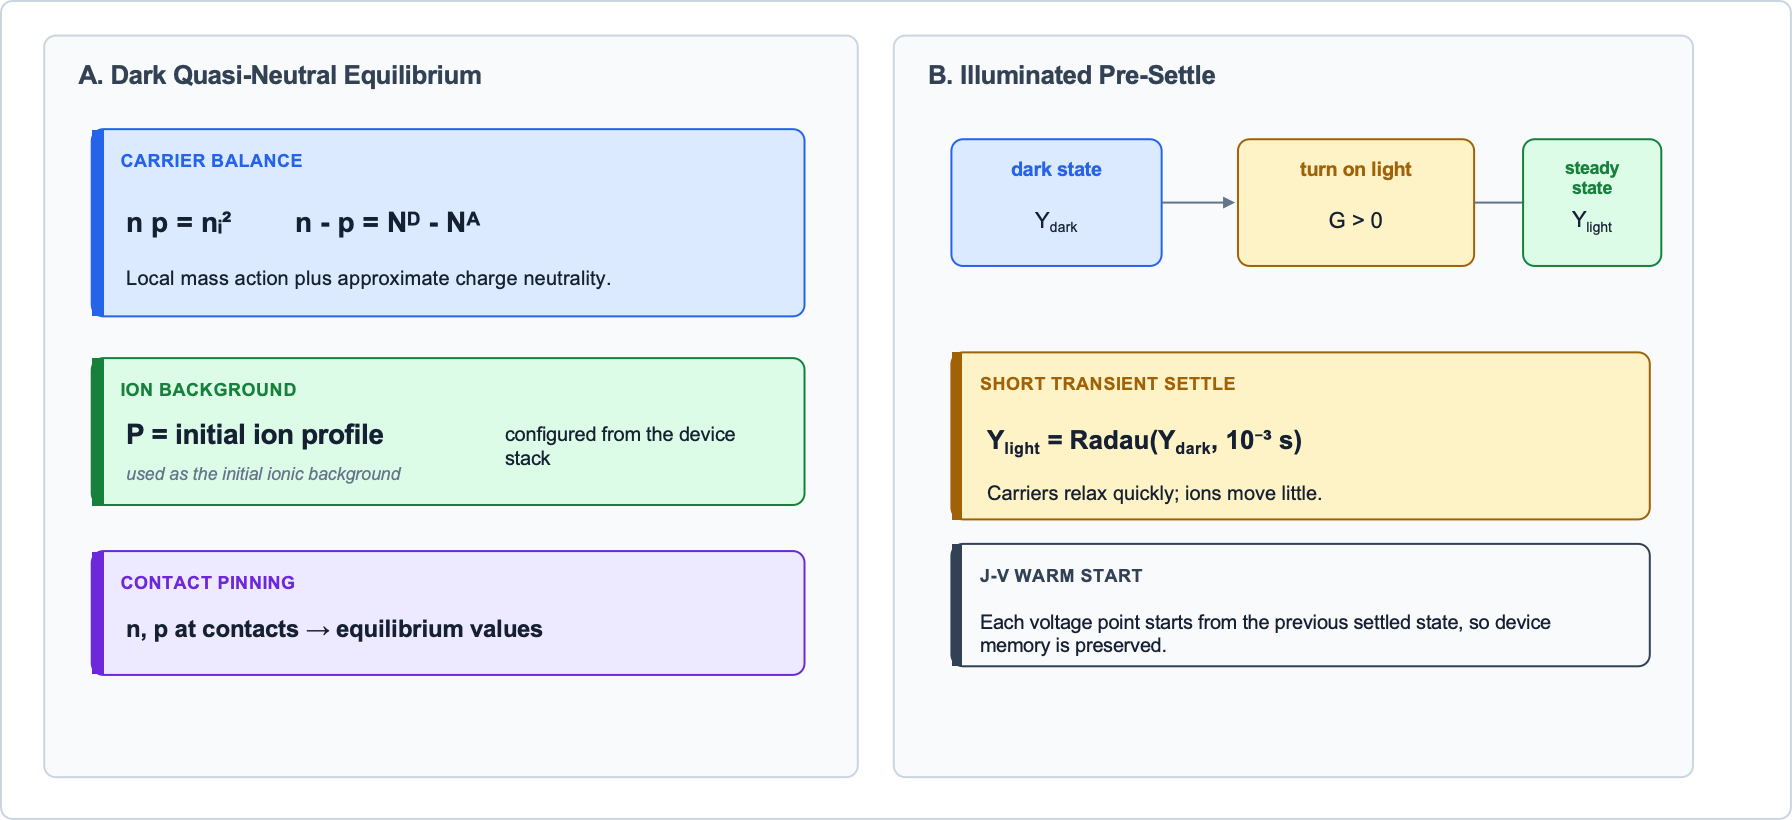 A. Dark Quasi-Neutral Equilibrium
CARRIER BALANCE
n p = nᵢ² n - p = Nᴰ - Nᴬ
Local mass action plus approximate charge neutrality.
ION BACKGROUND
P = initial ion profile
configured from the device
stack
used as the initial ionic background
CONTACT PINNING
n, p at contacts → equilibrium values
B. Illuminated Pre-Settle
dark state
Y_dark
turn on light
G > 0
steady
state
Y_light
SHORT TRANSIENT SETTLE
Y_light = Radau(Y_dark, 10⁻³ s)
Carriers relax quickly; ions move little.
J-V WARM START
Each voltage point starts from the previous settled state, so device
memory is preserved.